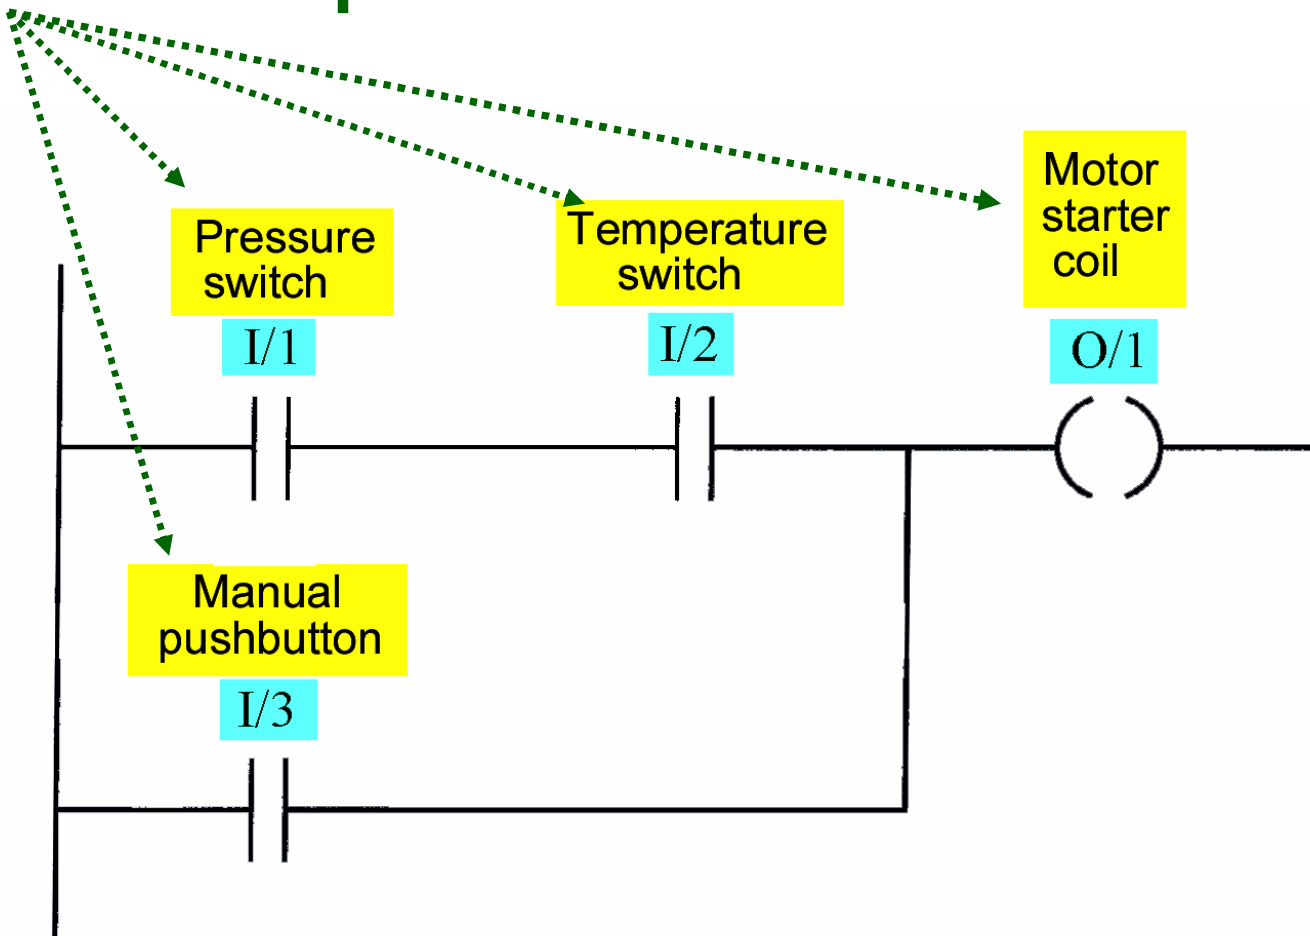 Pressure
switch
I/1
Temperature
switch
I/2
Motor
starter
coil
O/1
Manual
pushbutton
I/3